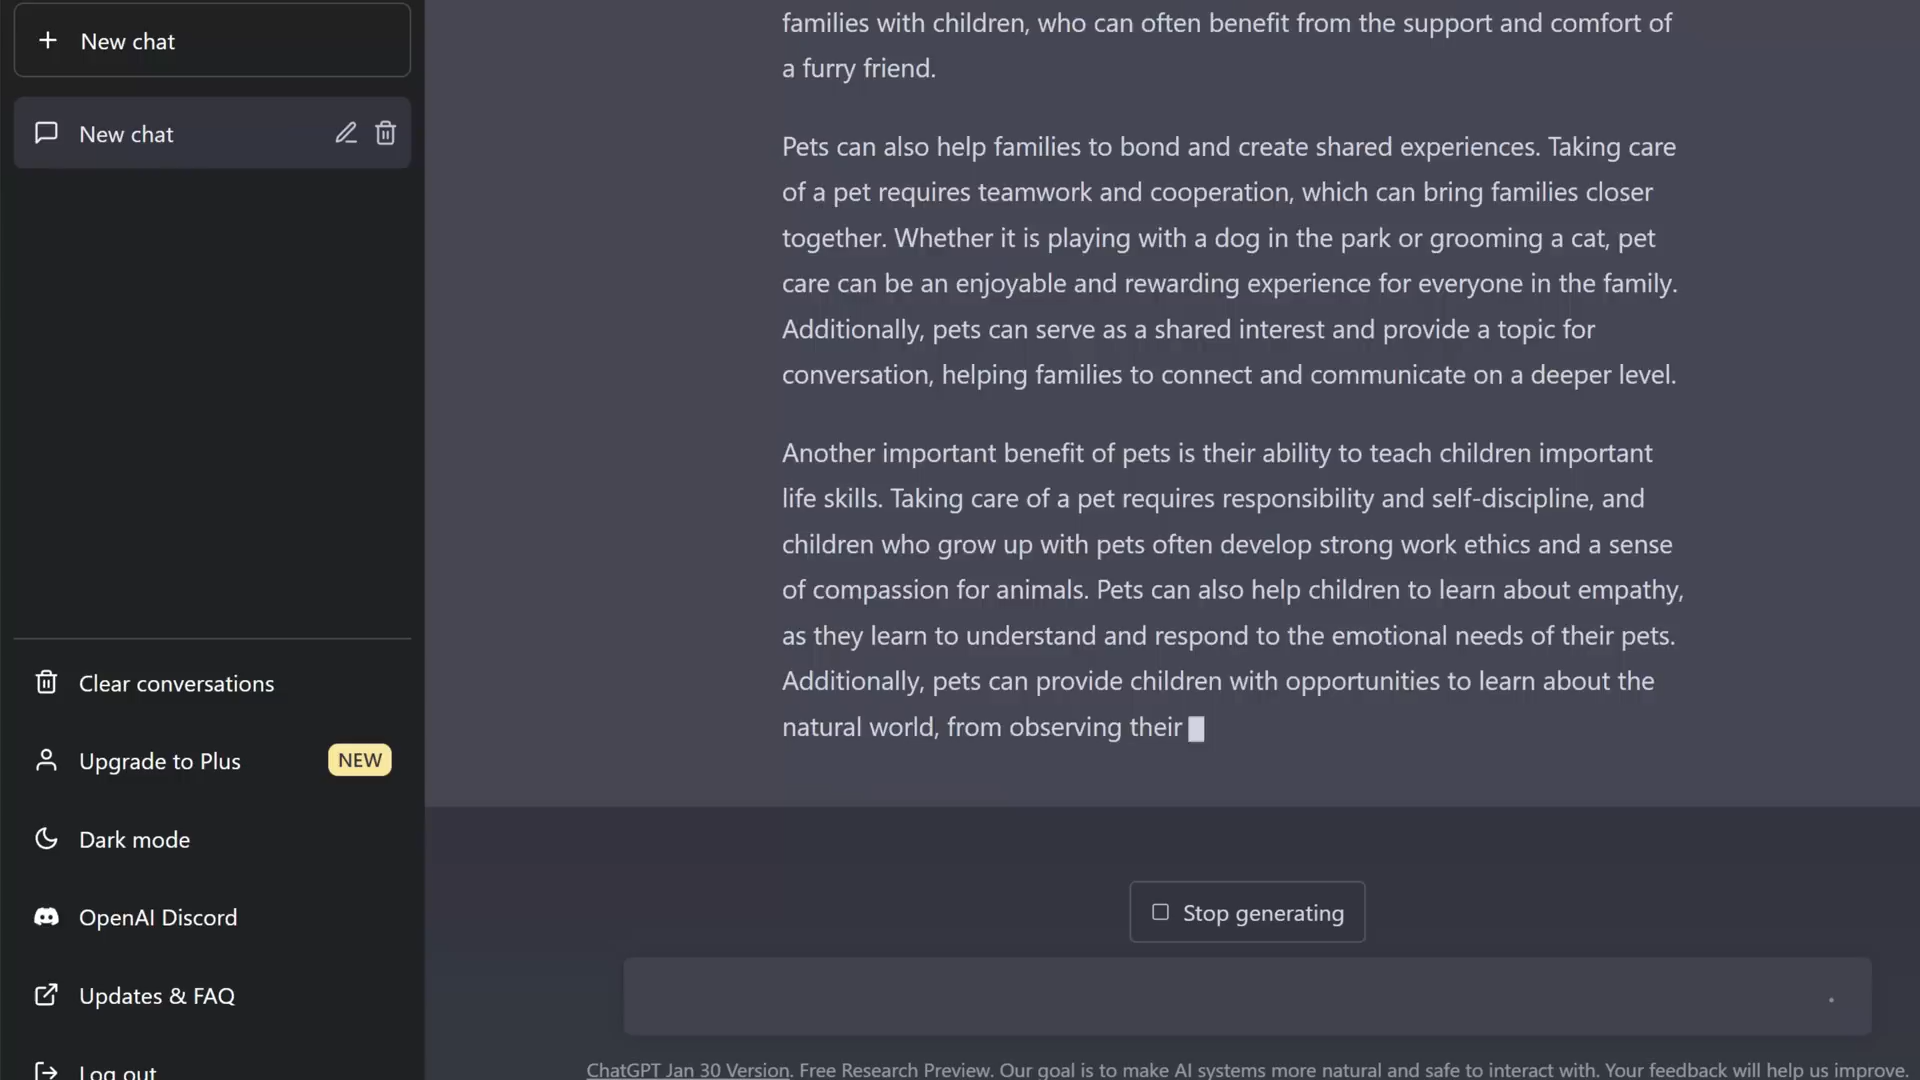 New chat
New chat
Clear conversations
Upgrade to Plus
NEW
Dark mode
OpenAI Discord
Updates & FAQ
Log out
families with children, who can often benefit from the support and comfort of
a furry friend.
Pets can also help families to bond and create shared experiences. Taking care
of a pet requires teamwork and cooperation, which can bring families closer
together. Whether it is playing with a dog in the park or grooming a cat, pet
care can be an enjoyable and rewarding experience for everyone in the family.
Additionally, pets can serve as a shared interest and provide a topic for
conversation, helping families to connect and communicate on a deeper level.
Another important benefit of pets is their ability to teach children important
life skills. Taking care of a pet requires responsibility and self-discipline, and
children who grow up with pets often develop strong work ethics and a sense
of compassion for animals. Pets can also help children to learn about empathy,
as they learn to understand and respond to the emotional needs of their pets.
Additionally, pets can provide children with opportunities to learn about the
natural world, from observing their
Stop generating
ChatGPT Jan 30 Version. Free Research Preview. Our goal is to make AI systems more natural and safe to interact with. Your feedback will help us improve.